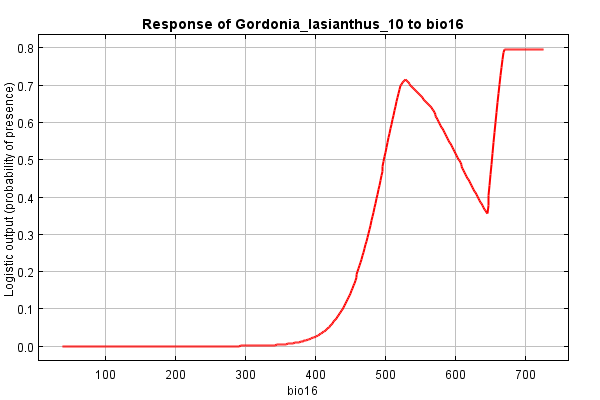 Response of Gordonia_lasianthus_10 to bio16
Logistic output (probability of presence)
0.8
0.7
0.6
0.5
0.4
0.3
0.2
0.1
0.0
100 200 300 400 500 600 700
bio16